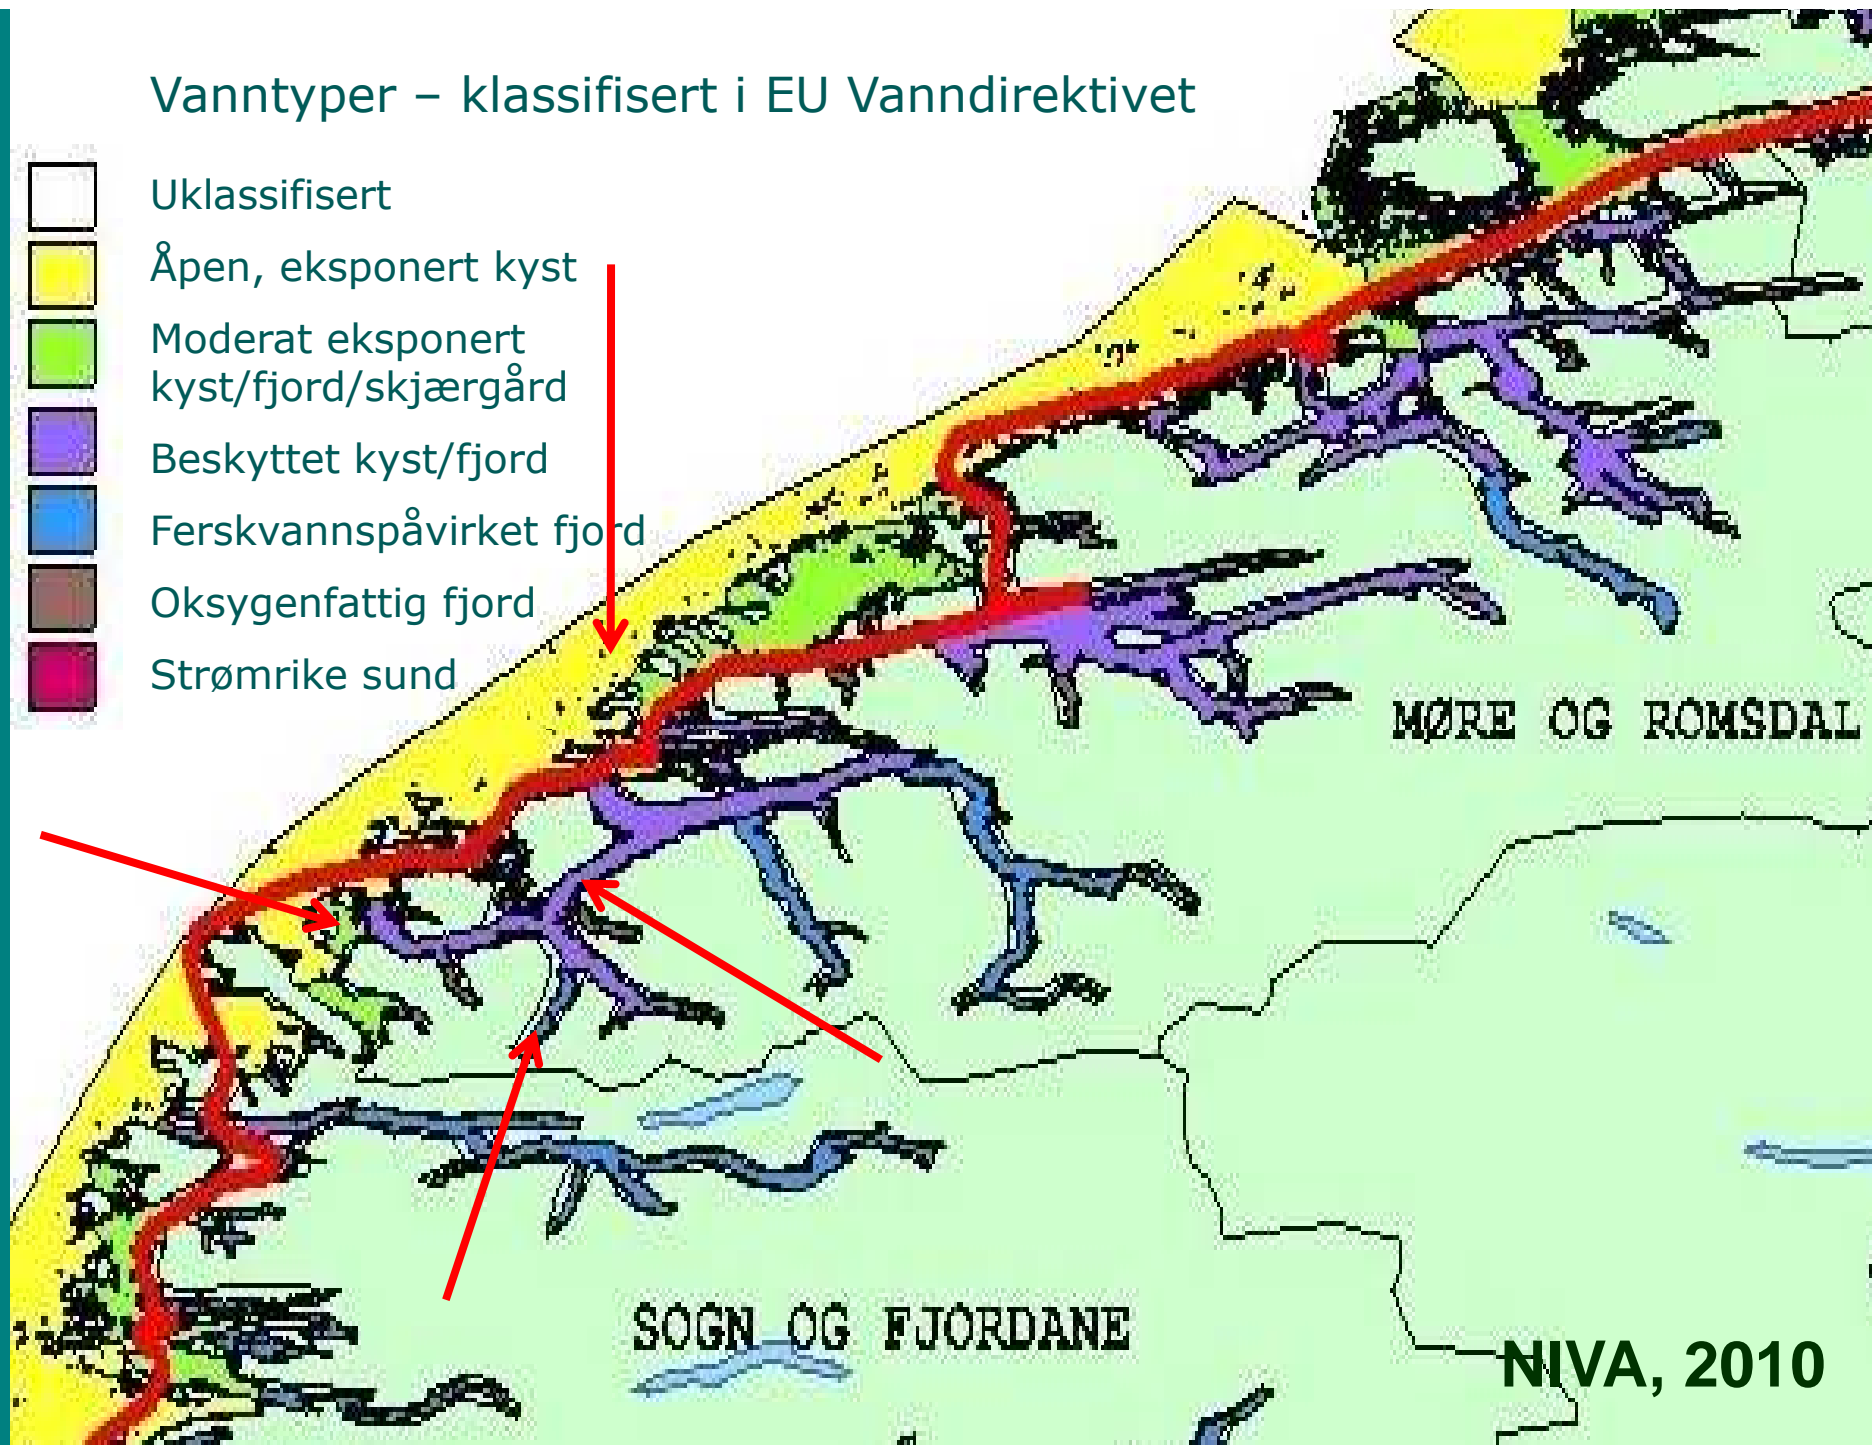 Vanntyper – klassifisert i EU Vanndirektivet
Uklassifisert
Åpen, eksponert kyst
Moderat eksponert
kyst/fjord/skjærgård
Beskyttet kyst/fjord
Ferskvannspåvirket fjord
Oksygenfattig fjord
Strømrike sund
MØRE OG ROMSDAL
SOGN OG FJORDANE
NIVA, 2010